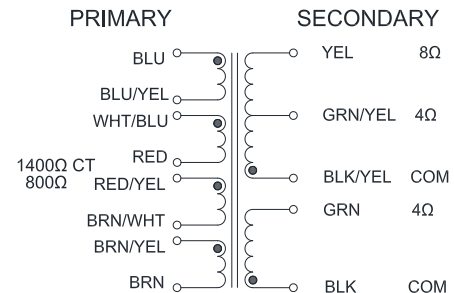 PRIMARY SECONDARY
BLU YEL 8Ω
BLU/YEL
WHT/BLU GRN/YEL 4Ω
RED
1400Ω CT
800Ω RED/YEL BLK/YEL COM
BRN/WHT GRN 4Ω
BRN/YEL
BRN BLK COM